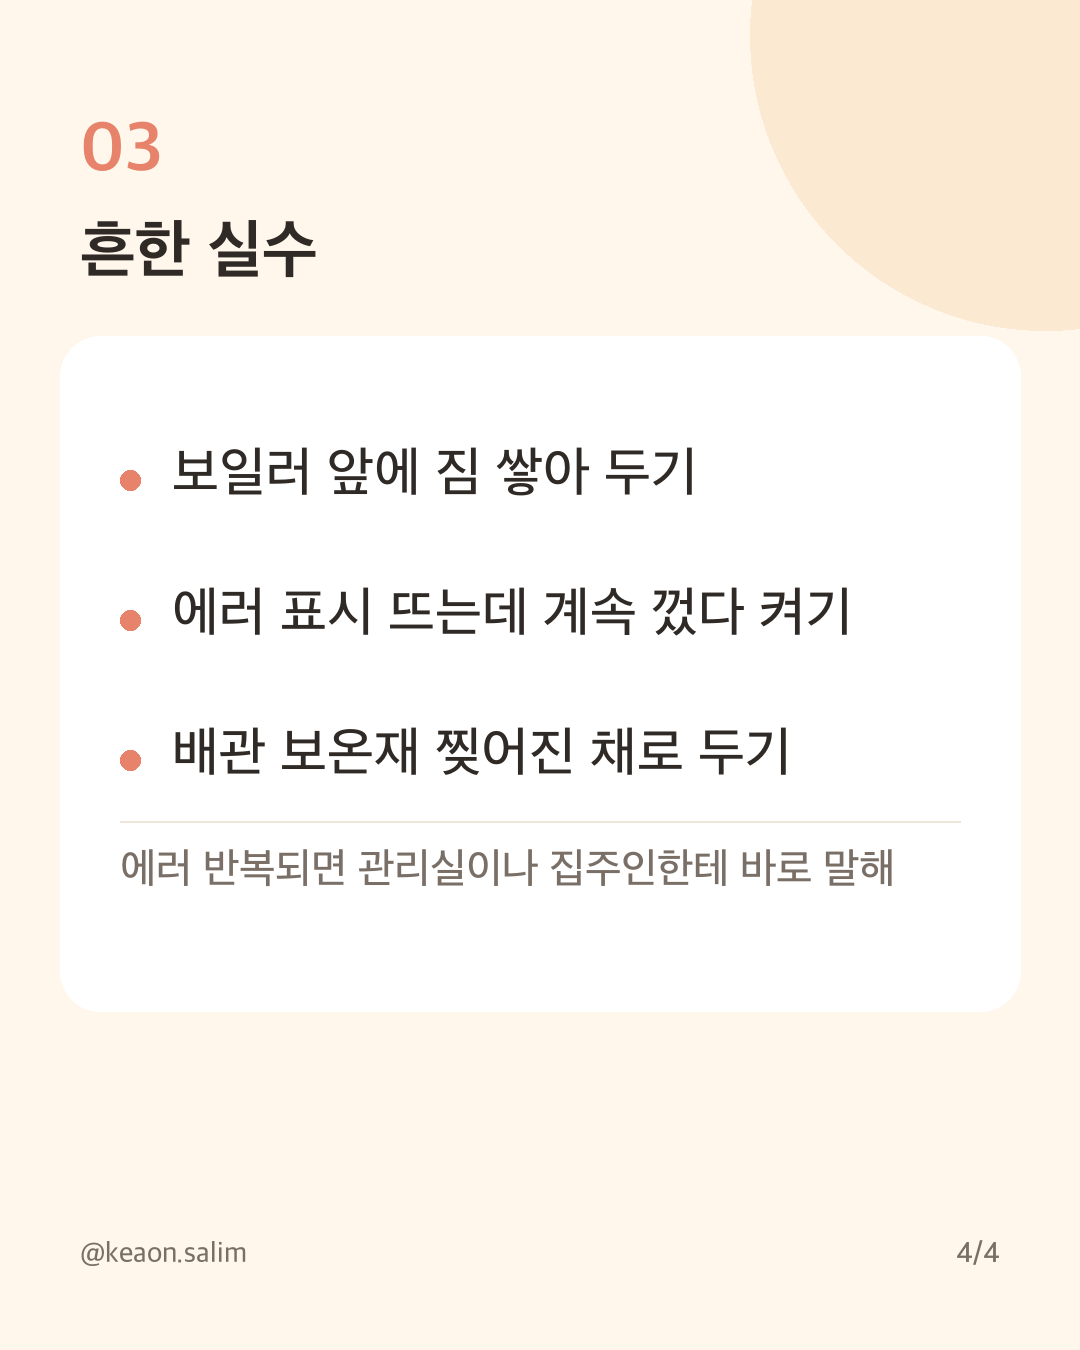 03
흔한 실수
보일러 앞에 짐 쌓아 두기
에러 표시 뜨는데 계속 껐다 켜기
배관 보온재 찢어진 채로 두기
에러 반복되면 관리실이나 집주인한테 바로 말해
@keaon.salim
4/4